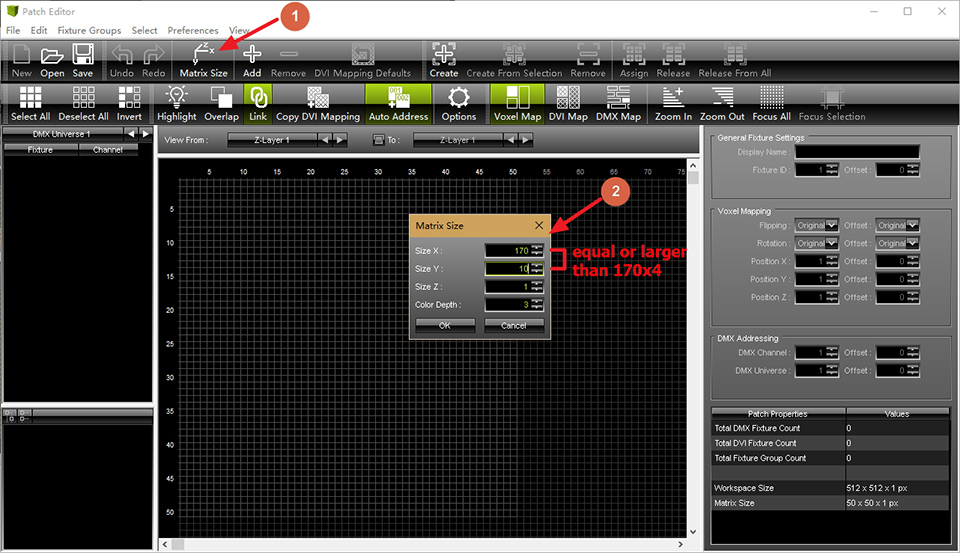 Patch Editor
1
File Edit Fixture Groups Select Preferences View
New Open Save Undo Redo Matrix Size Add Remove DVI Mapping Defaults Create Create From Selection Remove Assign Release Release From All
Select All Deselect All Invert Highlight Overlap Link Copy DVI Mapping Auto Address Options Voxel Map DVI Map DMX Map Zoom In Zoom Out Focus All Focus Selection
DMX Universe 1
Fixture Channel
View From : Z-Layer 1 To : Z-Layer 1
5 10 15 20 25 30 35 40 45 50 55 60 65 70 75
5
10
15
20
25
30
35
40
45
50
2
Matrix Size
Size X : 170
Size Y : 10
Size Z : 1
Color Depth : 3
OK Cancel
equal or larger
than 170x4
General Fixture Settings
Display Name :
Fixture ID : 1 Offset : 0
Voxel Mapping
Flipping : Original Offset : Original
Rotation : Original Offset : Original
Position X : 1 Offset : 0
Position Y : 1 Offset : 0
Position Z : 1 Offset : 0
DMX Addressing
DMX Channel : 1 Offset : 0
DMX Universe : 1 Offset : 0
Patch Properties Values
Total DMX Fixture Count 0
Total DVI Fixture Count 0
Total Fixture Group Count 0
Workspace Size 512 x 512 x 1 px
Matrix Size 50 x 50 x 1 px